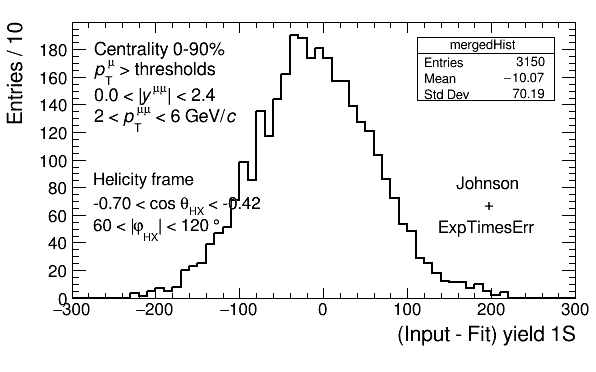 Entries / 10
180
160
140
120
100
80
60
40
20
0
Centrality 0-90%
p_T^μ > thresholds
0.0 < |y^μμ| < 2.4
2 < p_T^μμ < 6 GeV/c
Helicity frame
-0.70 < cos θ_HX < -0.42
60 < |φ_HX| < 120 °
mergedHist
Entries 3150
Mean −10.07
Std Dev 70.19
Johnson
+
ExpTimesErr
−300 −200 −100 0 100 200 300
(Input - Fit) yield 1S